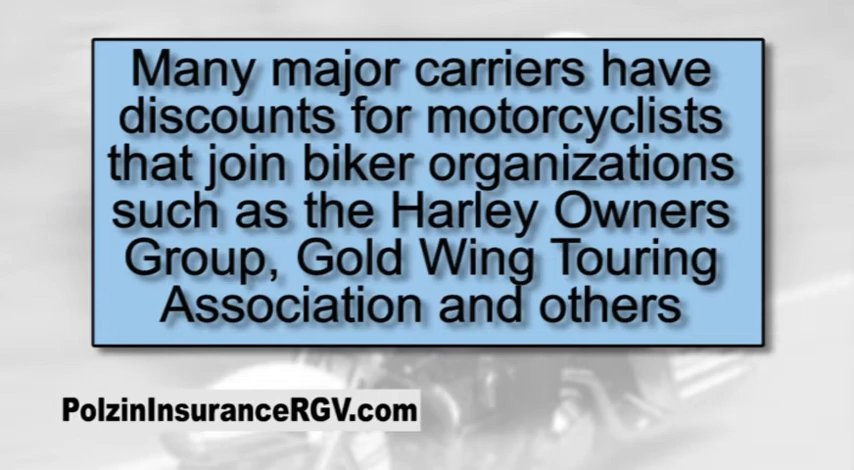 Many major carriers have
discounts for motorcyclists
that join biker organizations
such as the Harley Owners
Group, Gold Wing Touring
Association and others
PolzinInsuranceRGV.com